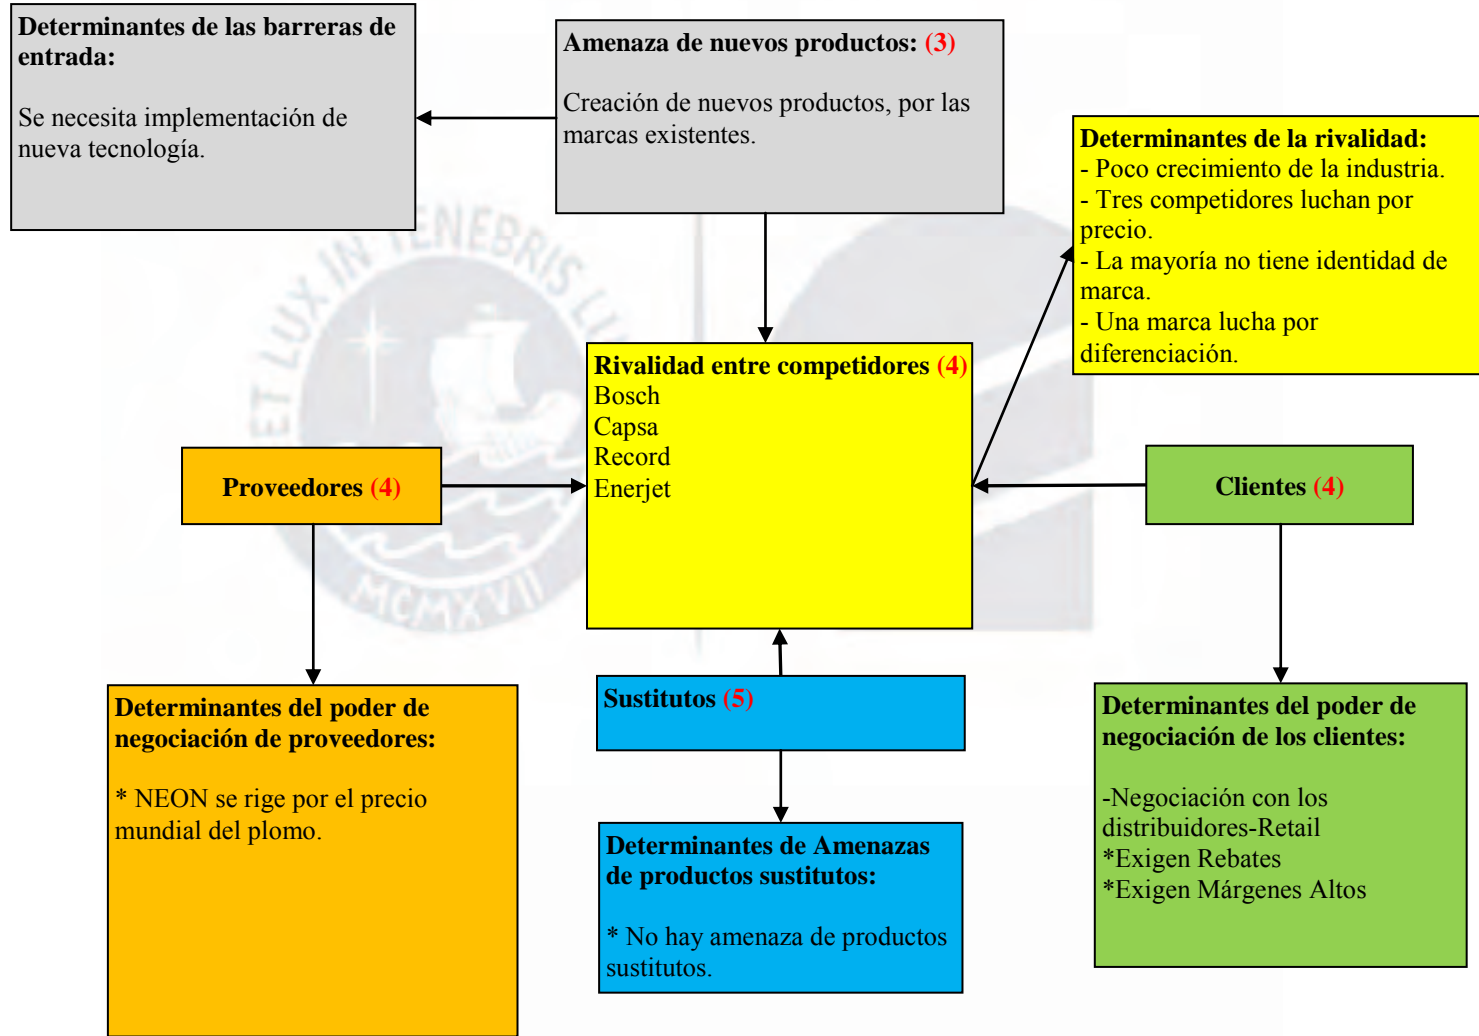 Determinantes de las barreras de
entrada:
Se necesita implementación de
nueva tecnología.
Amenaza de nuevos productos: (3)
Creación de nuevos productos, por las
marcas existentes.
Determinantes de la rivalidad:
- Poco crecimiento de la industria.
- Tres competidores luchan por
precio.
- La mayoría no tiene identidad de
marca.
- Una marca lucha por
diferenciación.
Rivalidad entre competidores (4)
Bosch
Capsa
Record
Enerjet
Proveedores (4)
Clientes (4)
Determinantes del poder de
negociación de proveedores:
* NEON se rige por el precio
mundial del plomo.
Sustitutos (5)
Determinantes de Amenazas
de productos sustitutos:
* No hay amenaza de productos
sustitutos.
Determinantes del poder de
negociación de los clientes:
-Negociación con los
distribuidores-Retail
*Exigen Rebates
*Exigen Márgenes Altos
ET LUX IN TENEBRIS
MCMXVII